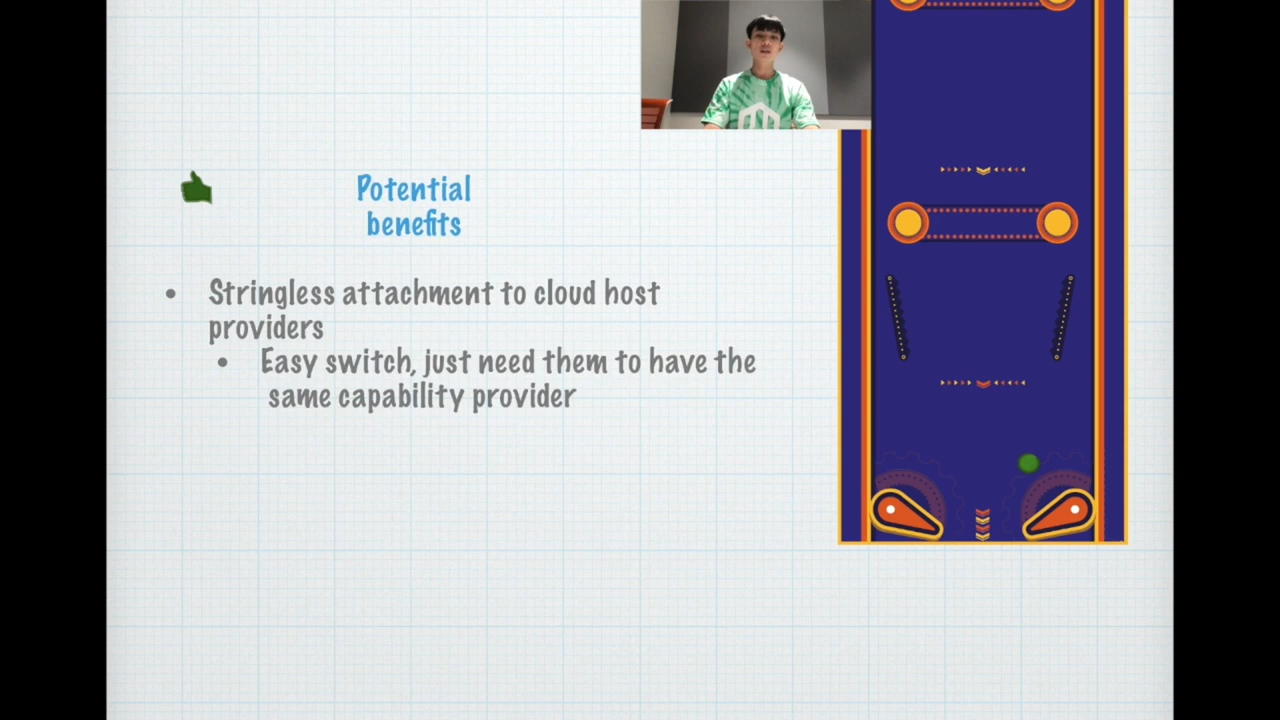 Potential
benefits
• Stringless attachment to cloud host
providers
• Easy switch, just need them to have the
same capability provider